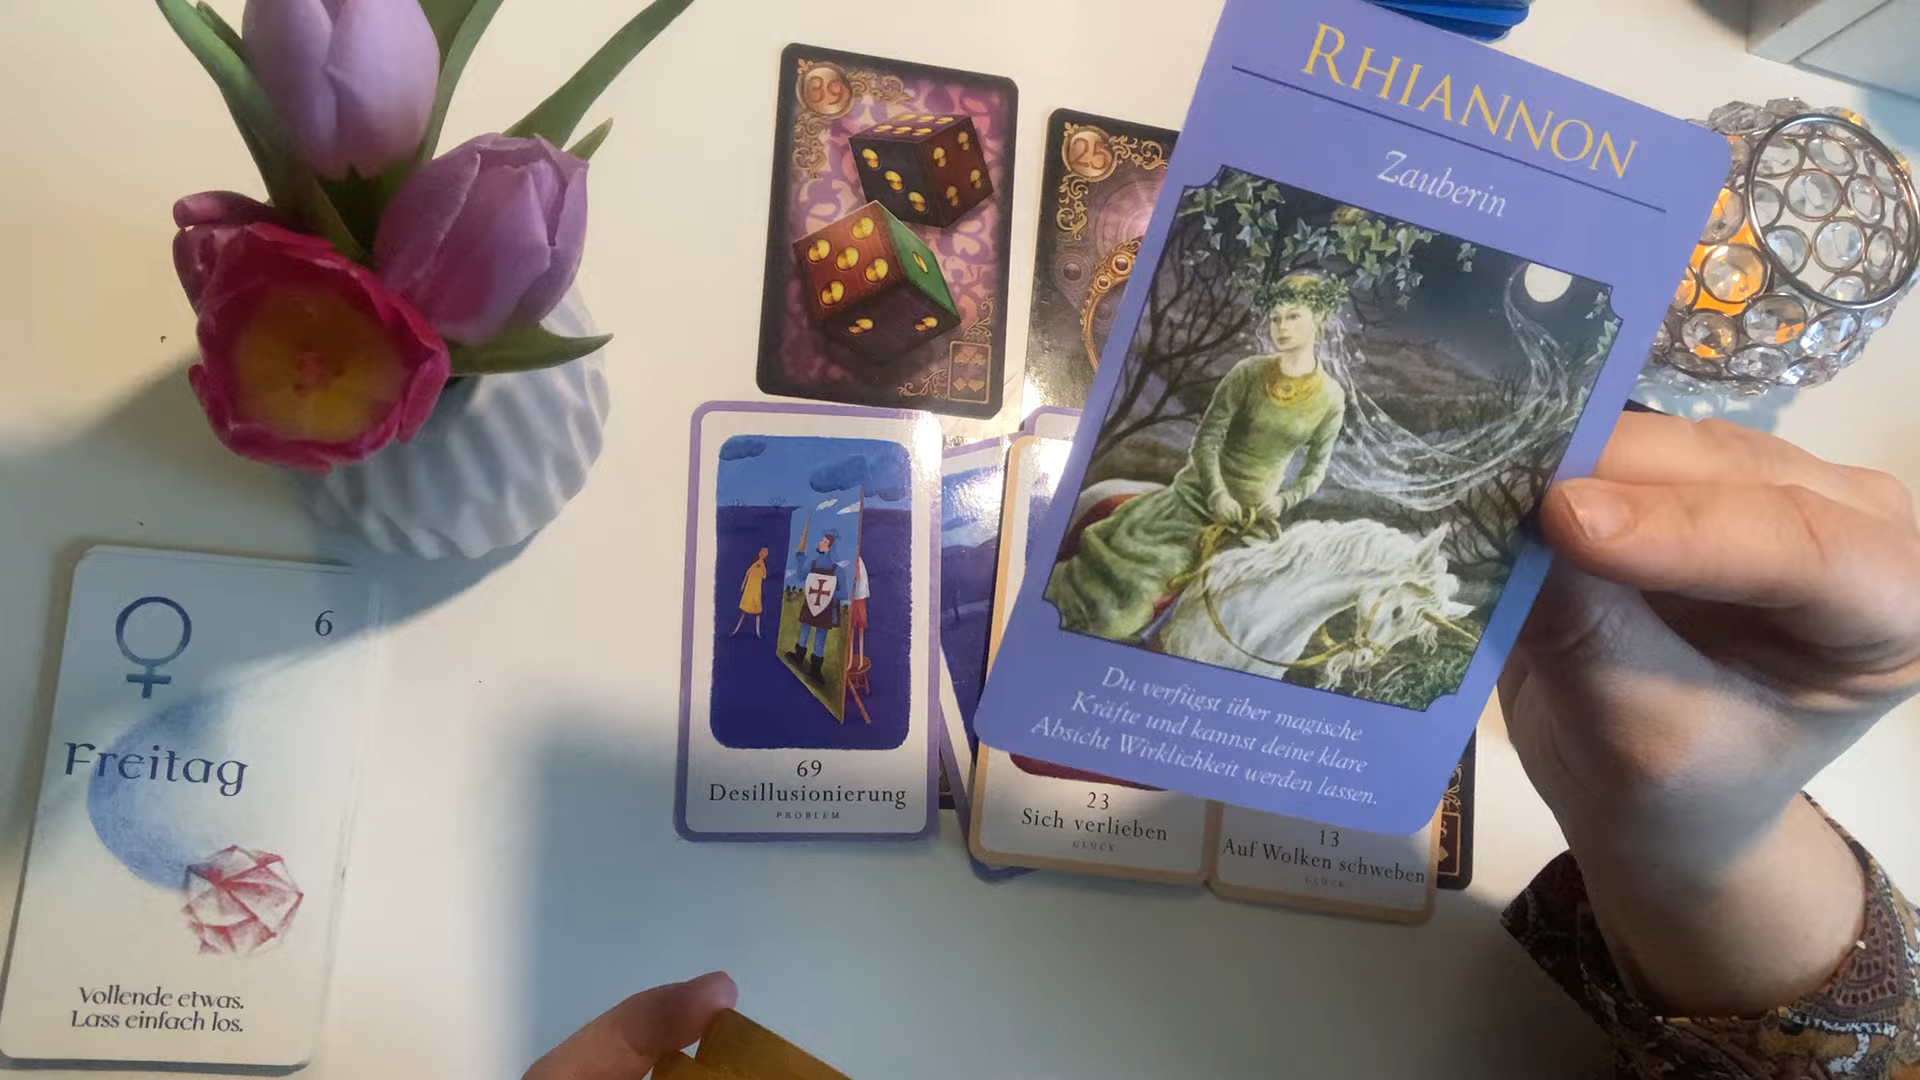 39
25
RHIANNON
Zauberin
Du verfügst über magische
Kräfte und kannst deine klare
Absicht Wirklichkeit werden lassen.
6
Freitag
Vollende etwas.
Lass einfach los.
69
Desillusionierung
PROBLEM
23
Sich verlieben
GLÜCK
13
Auf Wolken schweben
GLÜCK